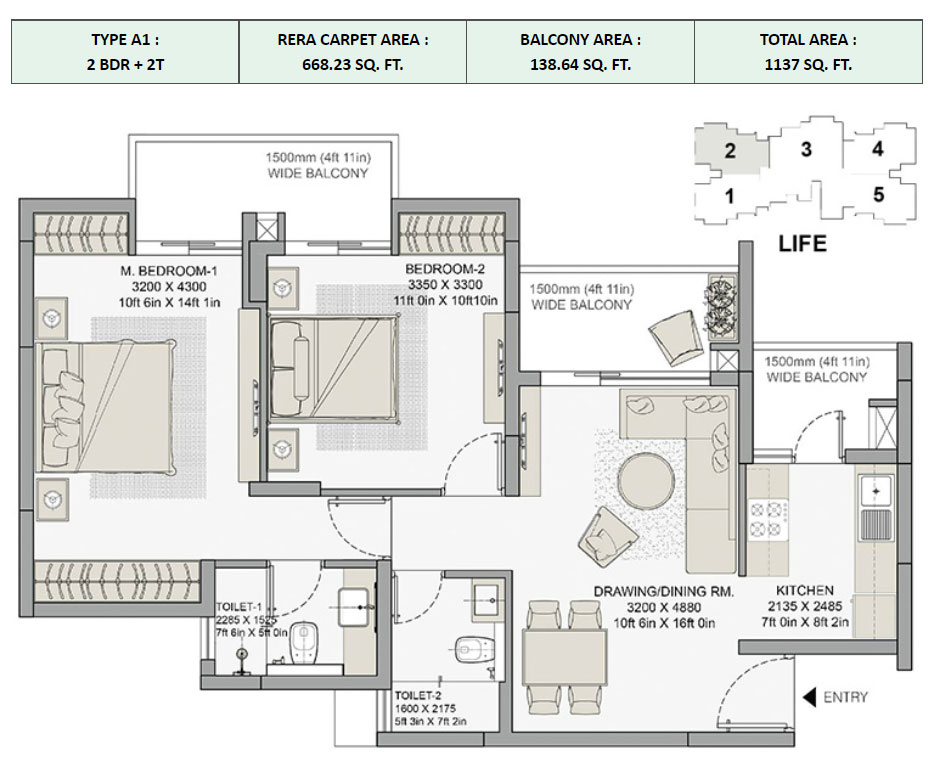 TYPE A1 :
2 BDR + 2T
RERA CARPET AREA :
668.23 SQ. FT.
BALCONY AREA :
138.64 SQ. FT.
TOTAL AREA :
1137 SQ. FT.
1500mm (4ft 11in)
WIDE BALCONY
2
3
4
1
5
LIFE
M. BEDROOM-1
3200 X 4300
10ft 6in X 14ft 1in
BEDROOM-2
3350 X 3300
11ft 0in X 10ft10in
1500mm (4ft 11in)
WIDE BALCONY
1500mm (4ft 11in)
WIDE BALCONY
DRAWING/DINING RM.
3200 X 4880
10ft 6in X 16ft 0in
KITCHEN
2135 X 2485
7ft 0in X 8ft 2in
TOILET-1
2285 X 1525
7ft 6in X 5ft 0in
TOILET-2
1600 X 2175
5ft 3in X 7ft 2in
ENTRY